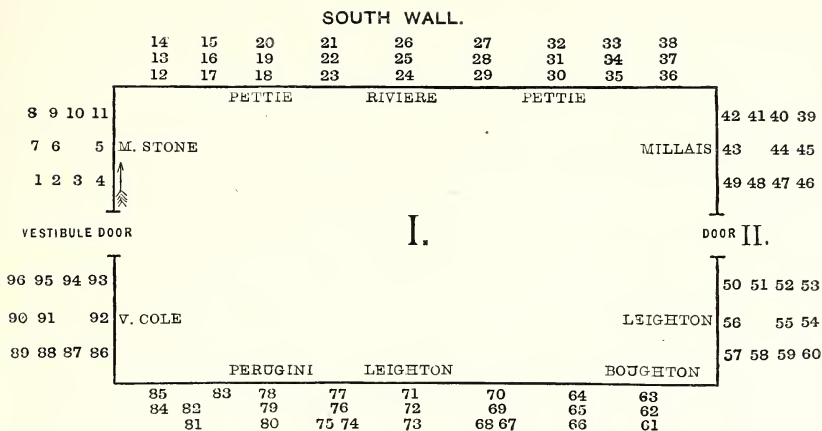 SOUTH WALL.
14 15 20 21 26 27 32 33 38
13 16 19 22 25 28 31 34 37
12 17 18 23 24 29 30 35 36
PETTIE RIVIERE PETTIE
8 9 10 11 42 41 40 39
7 6 5 M. STONE MILLAIS 43 44 45
1 2 3 4 49 48 47 46
VESTIBULE DOOR I. DOOR II.
96 95 94 93 50 51 52 53
90 91 92 V. COLE LEIGHTON 56 55 54
89 88 87 86 57 58 59 60
PERUGINI LEIGHTON BOUGHTON
85 83 78 77 71 70 64 63
84 82 79 76 72 69 65 62
81 80 75 74 73 68 67 66 61